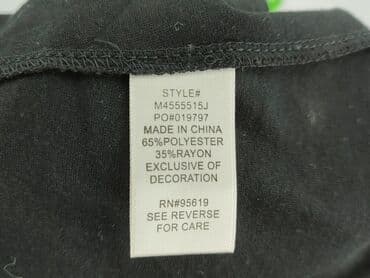 STYLE#
M4555515J
PO#019797
MADE IN CHINA
65%POLYESTER
35%RAYON
EXCLUSIVE OF
DECORATION
RN#95619
SEE REVERSE
FOR CARE